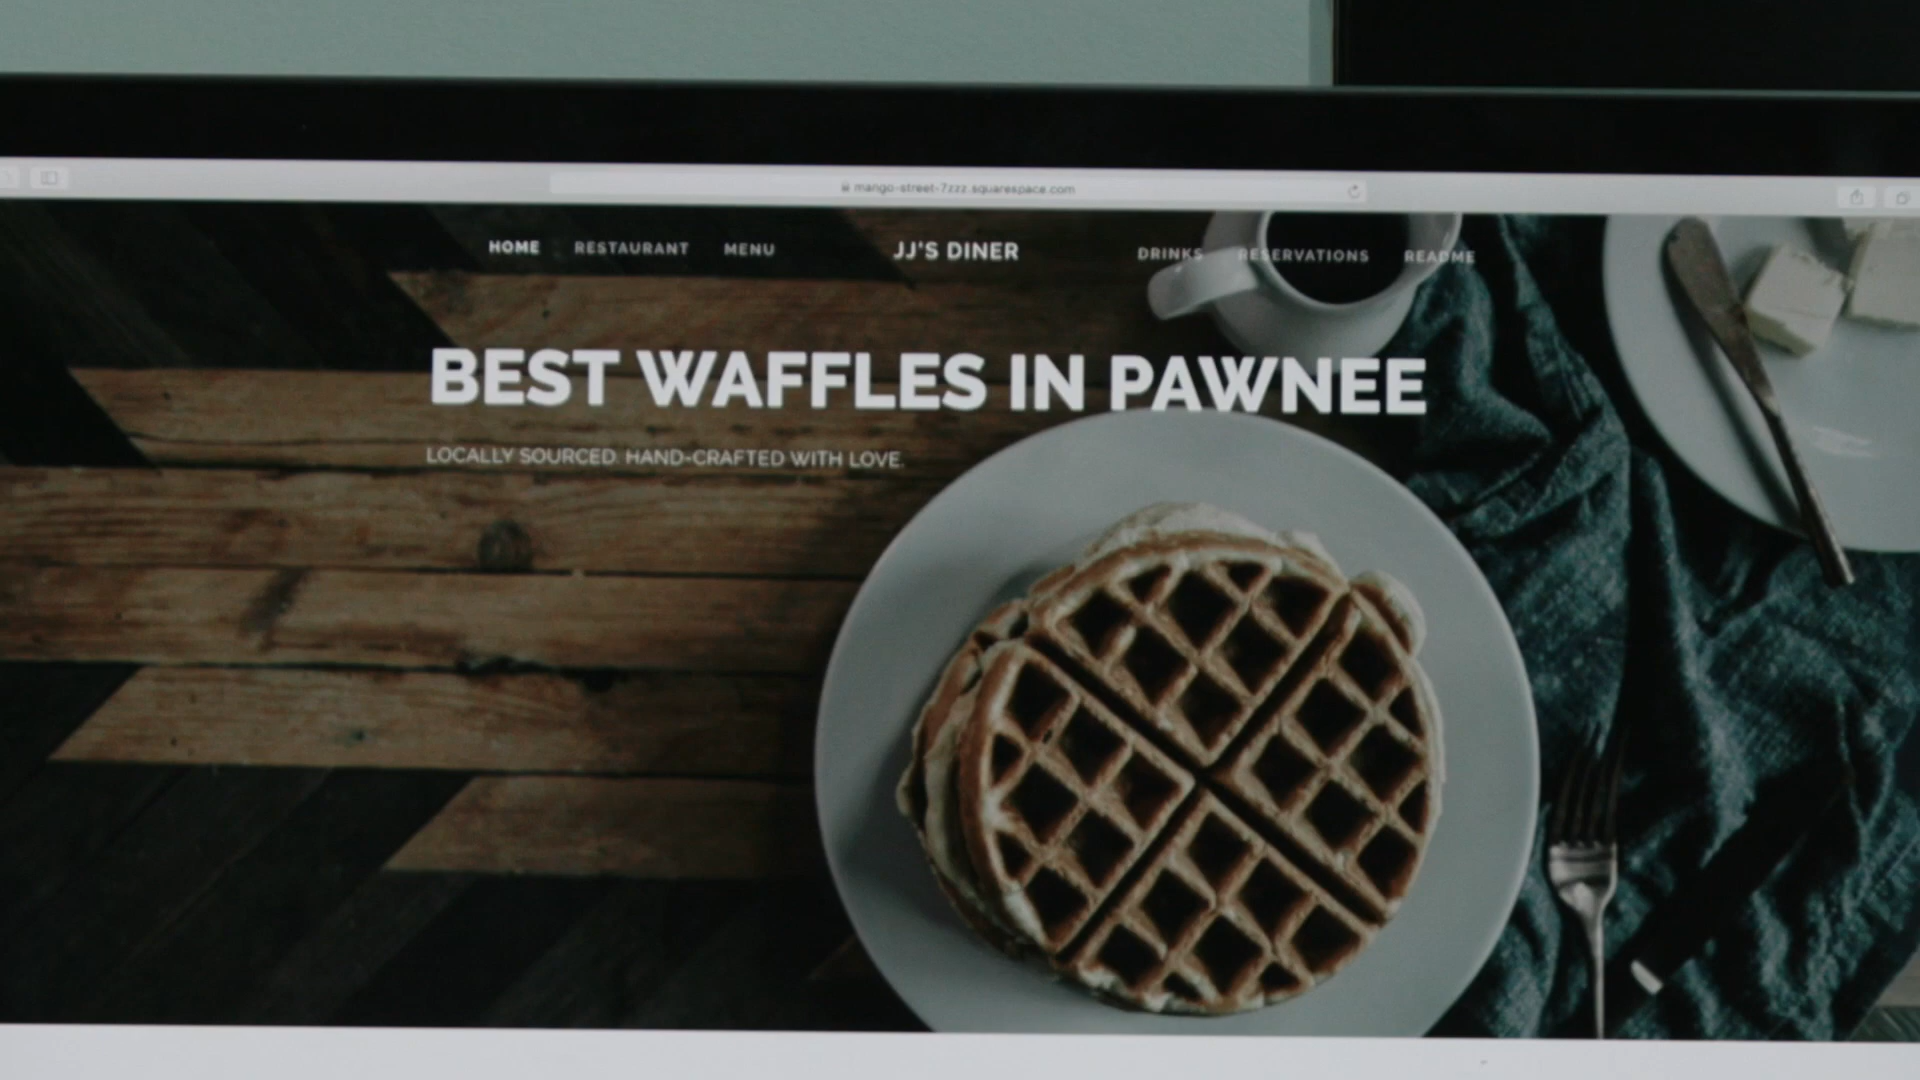 mango-street-7zzz.squarespace.com
HOME RESTAURANT MENU JJ'S DINER DRINKS RESERVATIONS README
BEST WAFFLES IN PAWNEE
LOCALLY SOURCED. HAND-CRAFTED WITH LOVE.